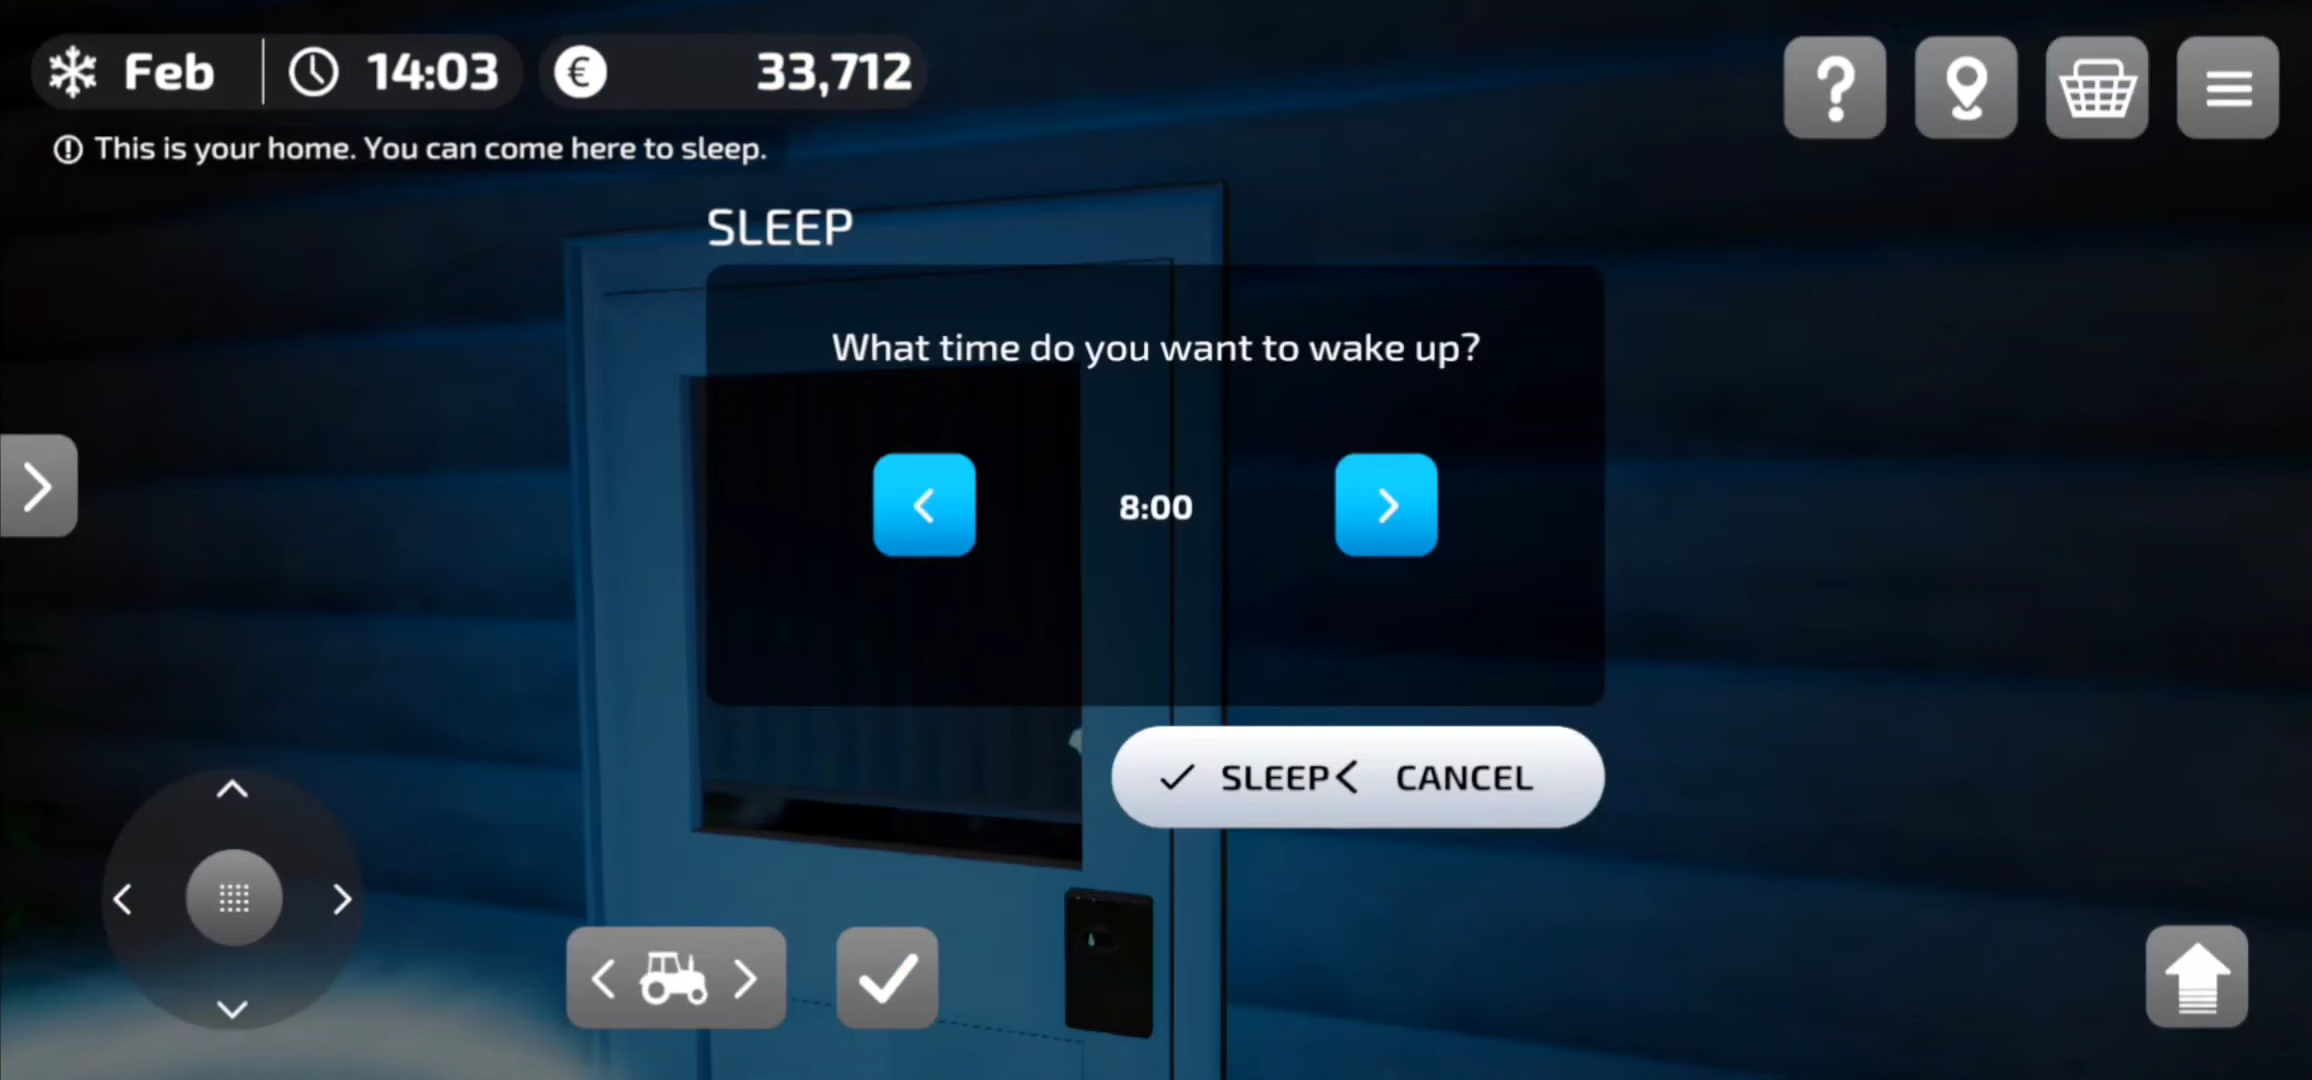 Feb 14:03 € 33,712
This is your home. You can come here to sleep.
SLEEP
What time do you want to wake up?
8:00
SLEEP CANCEL